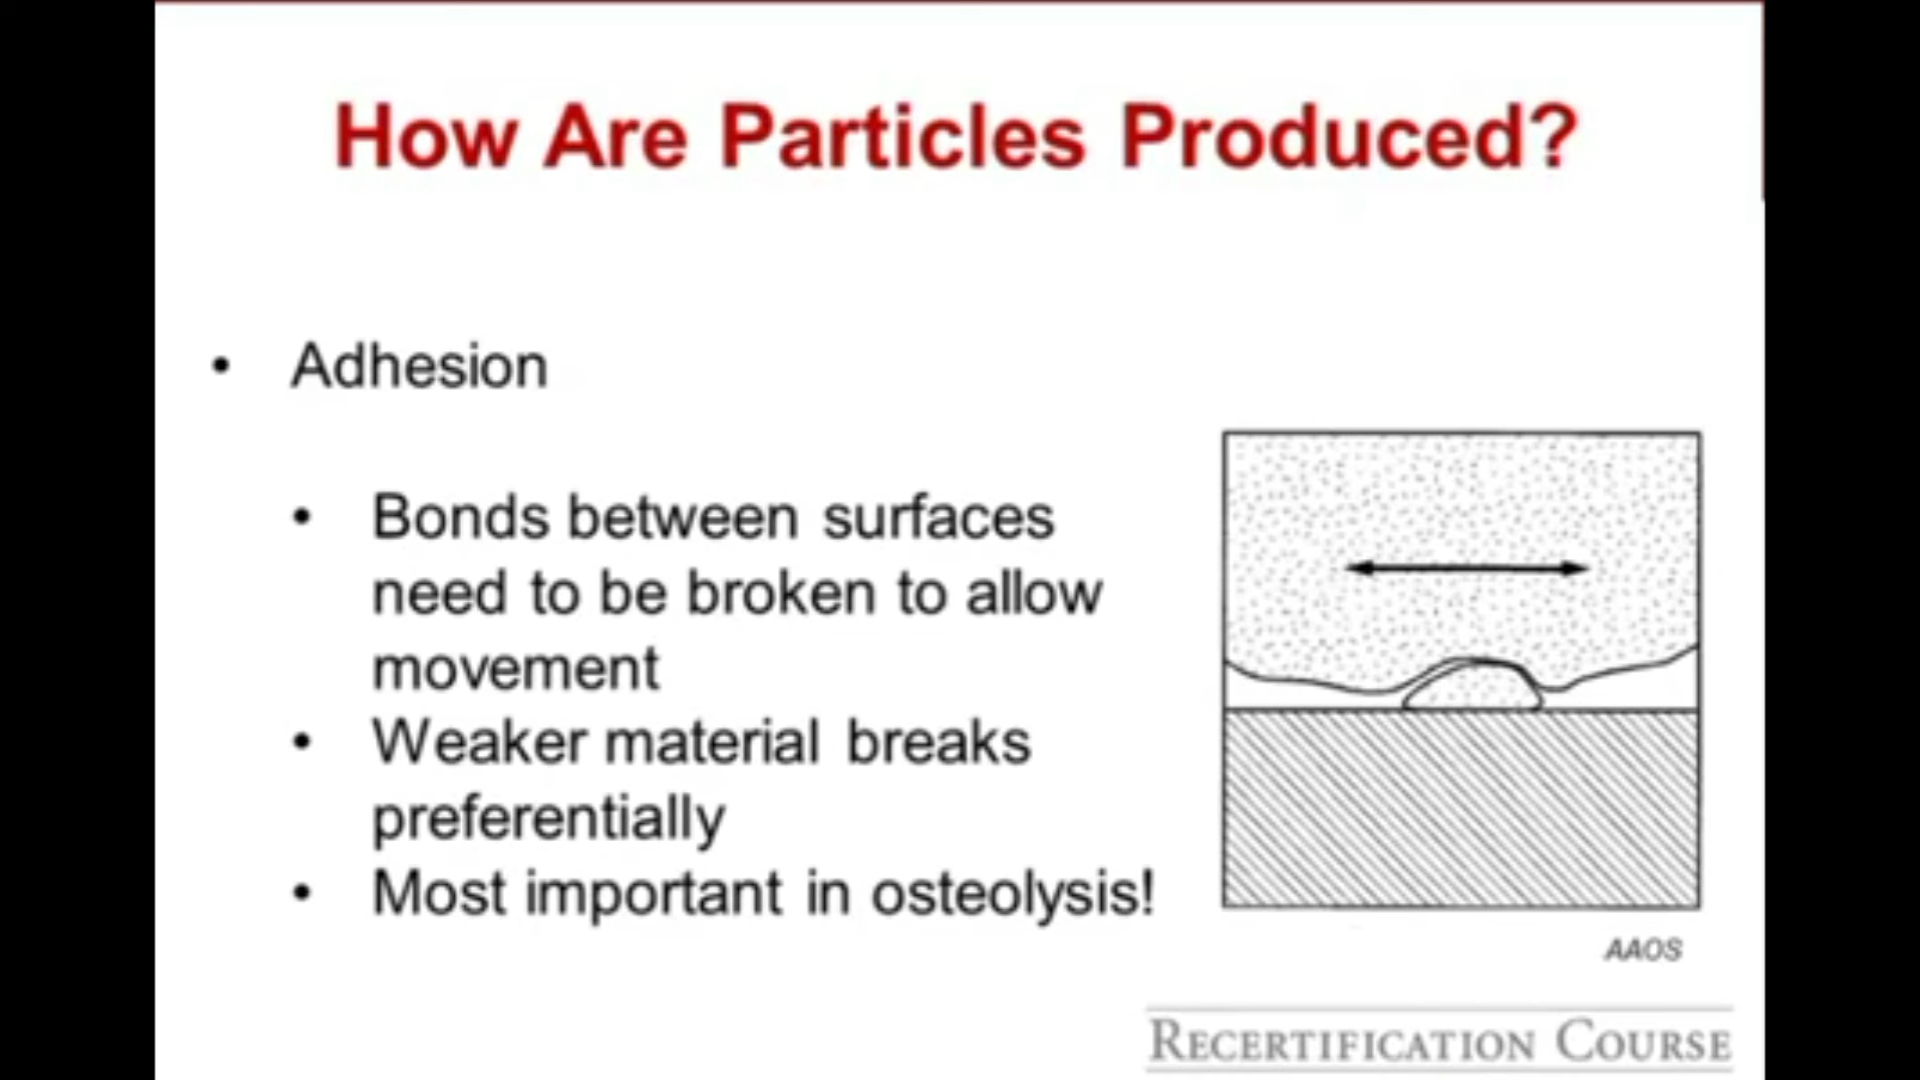 How Are Particles Produced?
• Adhesion
• Bonds between surfaces
need to be broken to allow
movement
• Weaker material breaks
preferentially
• Most important in osteolysis!
AAOS
RECERTIFICATION COURSE